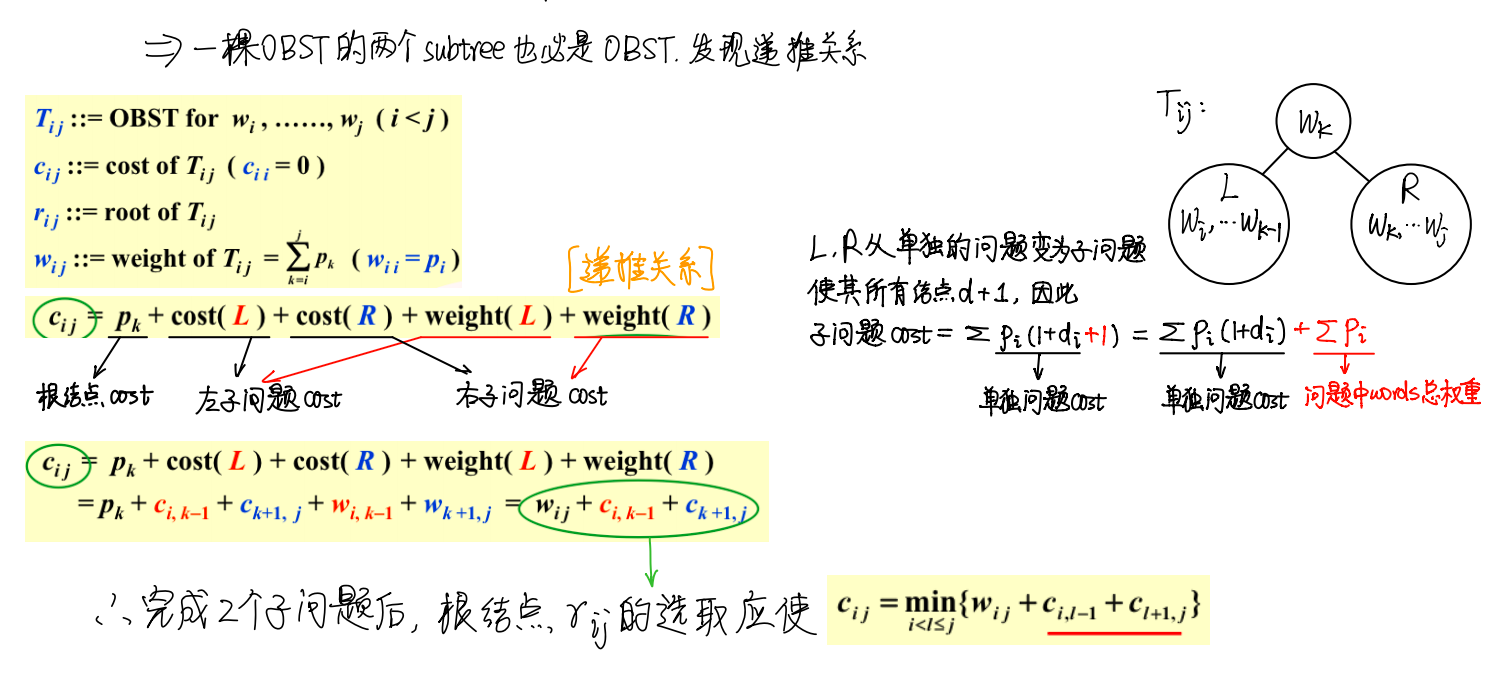 ⇒ 一棵OBST的两个subtree也必是OBST. 发现递推关系
T_{ij} ::= OBST for w_i , ……, w_j ( i < j )
c_{ij} ::= cost of T_{ij} ( c_{ii} = 0 )
r_{ij} ::= root of T_{ij}
w_{ij} ::= weight of T_{ij} = \sum_{k=i}^{j} p_k ( w_{ii} = p_i )
[递推关系]
c_{ij} = p_k + cost( L ) + cost( R ) + weight( L ) + weight( R )
根结点cost 左子问题cost 右子问题cost
T_{ij}:
W_k
L
W_i,…W_{k-1}
R
W_k,…W_j
L,R从单独的问题变为子问题
使其所有结点d+1, 因此
子问题cost = ∑ p_i(1+d_i+1) = ∑ p_i(1+d_i) + ∑ p_i
单独问题cost 单独问题cost 问题中words总权重
c_{ij} = p_k + cost( L ) + cost( R ) + weight( L ) + weight( R )
= p_k + c_{i,k–1} + c_{k+1,j} + w_{i,k–1} + w_{k+1,j} = w_{ij} + c_{i,k–1} + c_{k+1,j}
∴完成2个子问题后, 根结点 r_{ij} 的选取应使 c_{ij} = \min_{i<l≤j}{w_{ij} + c_{i,l–1} + c_{l+1,j}}